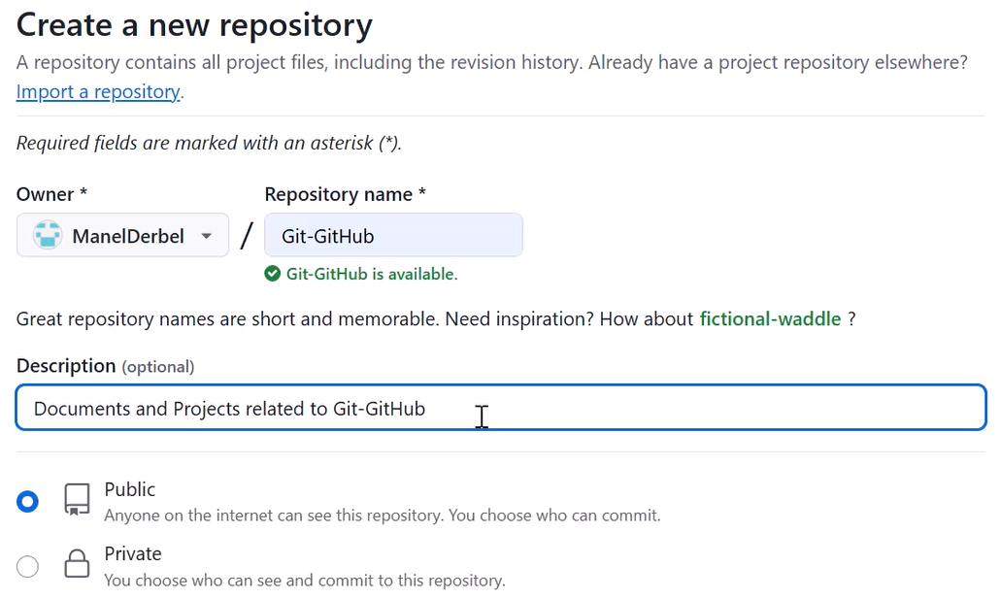 Create a new repository
A repository contains all project files, including the revision history. Already have a project repository elsewhere?
Import a repository.
Required fields are marked with an asterisk (*).
Owner *
Repository name *
ManelDerbel
/
Git-GitHub
Git-GitHub is available.
Great repository names are short and memorable. Need inspiration? How about fictional-waddle ?
Description (optional)
Documents and Projects related to Git-GitHub
Public
Anyone on the internet can see this repository. You choose who can commit.
Private
You choose who can see and commit to this repository.